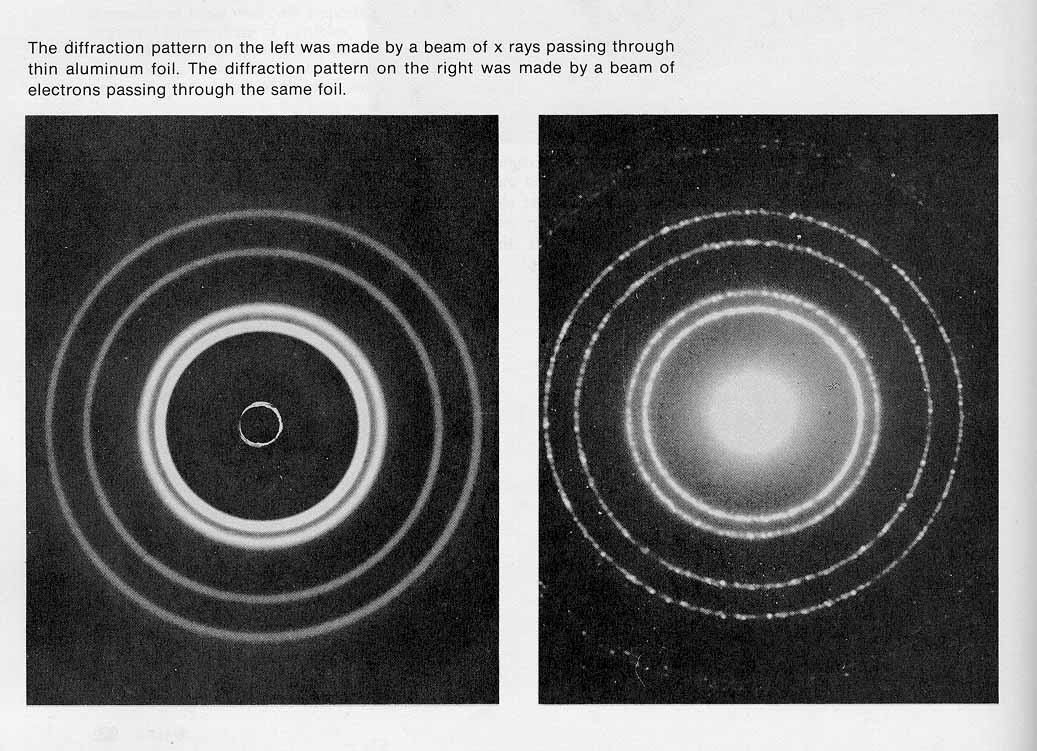 The diffraction pattern on the left was made by a beam of x rays passing through
thin aluminum foil. The diffraction pattern on the right was made by a beam of
electrons passing through the same foil.